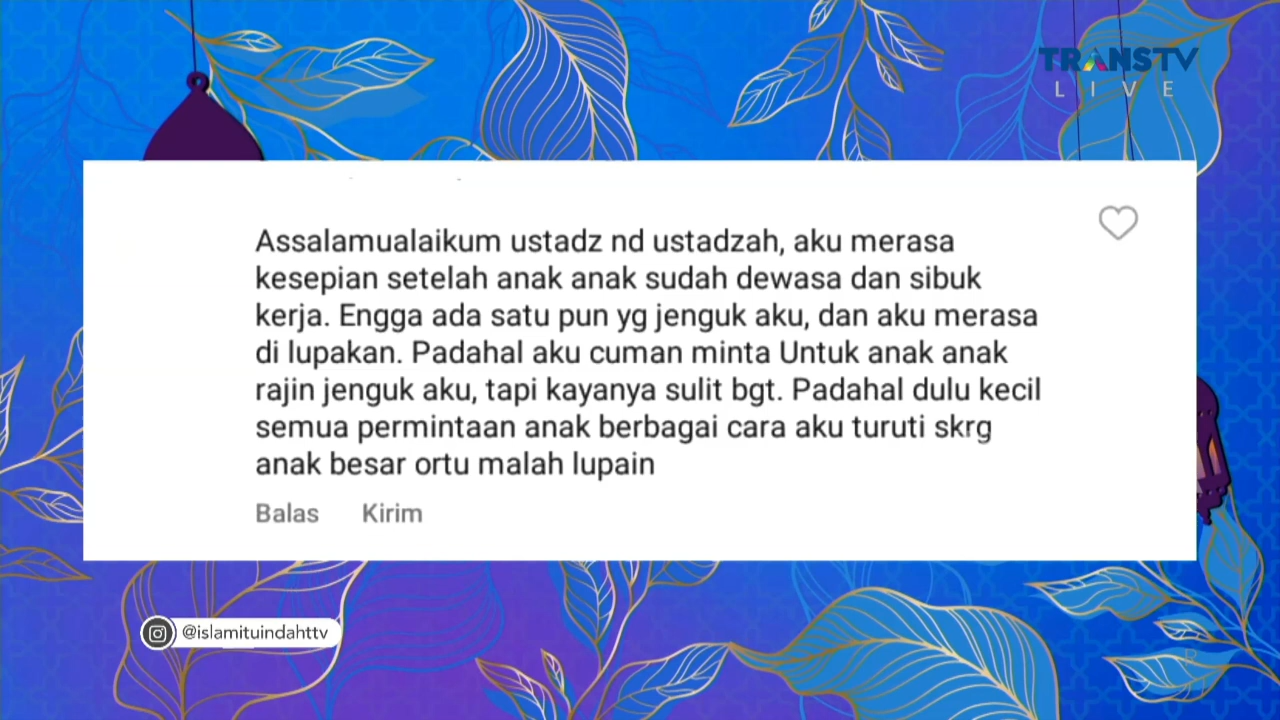 TRANSTV
LIVE
Assalamualaikum ustadz nd ustadzah, aku merasa
kesepian setelah anak anak sudah dewasa dan sibuk
kerja. Engga ada satu pun yg jenguk aku, dan aku merasa
di lupakan. Padahal aku cuman minta Untuk anak anak
rajin jenguk aku, tapi kayanya sulit bgt. Padahal dulu kecil
semua permintaan anak berbagai cara aku turuti skrg
anak besar ortu malah lupain
Balas Kirim
@islamituindahttv